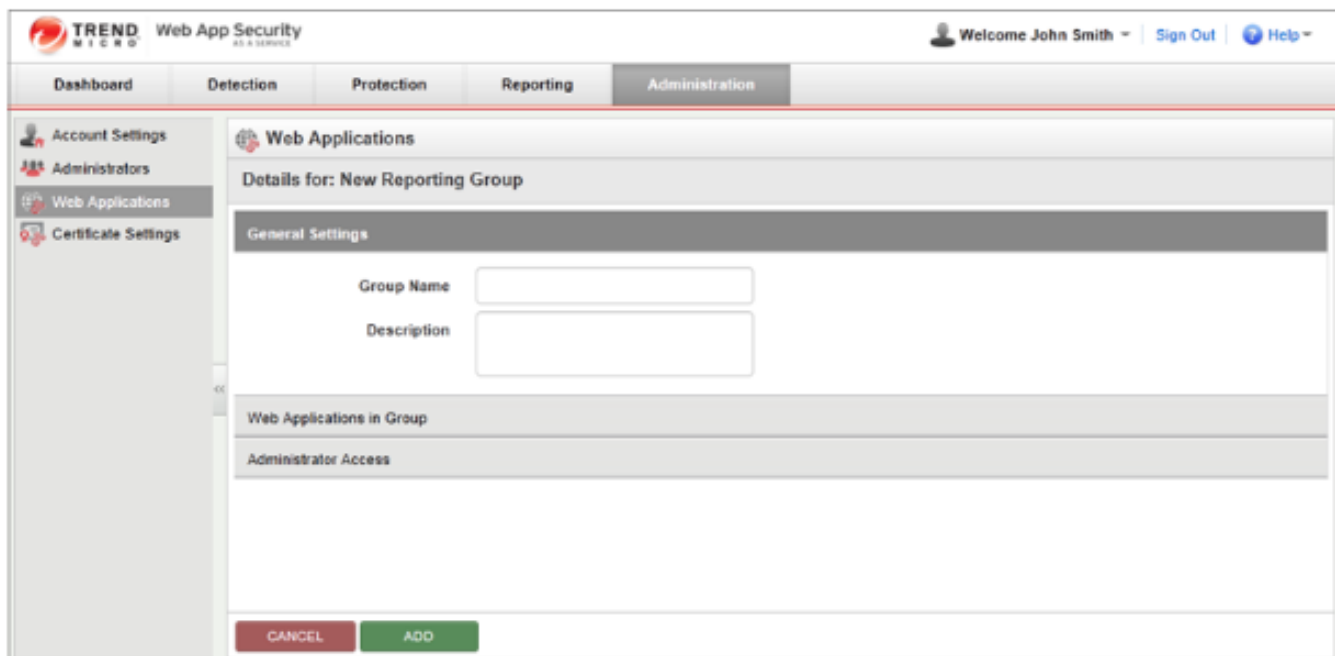 TREND MICRO Web App Security AS A SERVICE
Welcome John Smith Sign Out Help
Dashboard Detection Protection Reporting Administration
Account Settings
Administrators
Web Applications
Certificate Settings
Web Applications
Details for: New Reporting Group
General Settings
Group Name
Description
Web Applications in Group
Administrator Access
CANCEL ADD